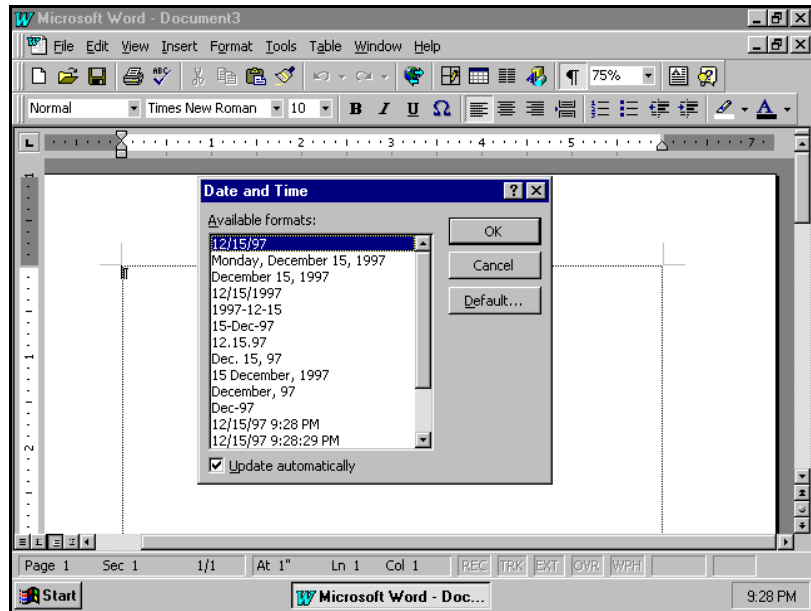 Microsoft Word - Document3
File Edit View Insert Format Tools Table Window Help
ABC ¶ 75%
Normal Times New Roman 10 B I U Ω A
L 1 2 3 4 5 7
Date and Time
Available formats:
12/15/97
Monday, December 15, 1997
December 15, 1997
12/15/1997
1997-12-15
15-Dec-97
12.15.97
Dec. 15, 97
15 December, 1997
December, 97
Dec-97
12/15/97 9:28 PM
12/15/97 9:28:29 PM
Update automatically
OK
Cancel
Default...
¶
1
1
2
Page 1 Sec 1 1/1 At 1" Ln 1 Col 1 REC TRK EXT OVR WPH
Start Microsoft Word - Doc... 9:28 PM